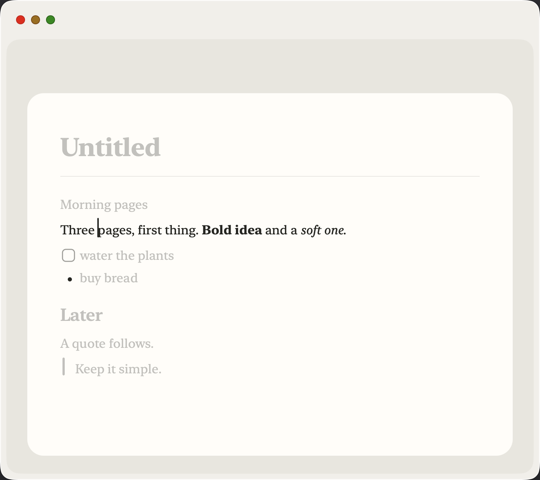 Untitled
Morning pages
Three pages, first thing. Bold idea and a soft one.
water the plants
buy bread
Later
A quote follows.
Keep it simple.